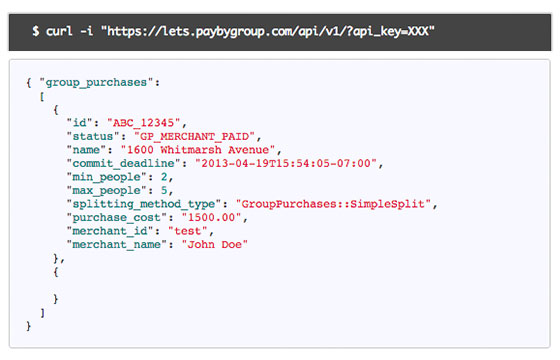 $ curl -i "https://lets.paybygroup.com/api/v1/?api_key=XXX"
{ "group_purchases":
  [
    {
      "id": "ABC_12345",
      "status": "GP_MERCHANT_PAID",
      "name": "1600 Whitmarsh Avenue",
      "commit_deadline": "2013-04-19T15:54:05-07:00",
      "min_people": 2,
      "max_people": 5,
      "splitting_method_type": "GroupPurchases::SimpleSplit",
      "purchase_cost": "1500.00",
      "merchant_id": "test",
      "merchant_name": "John Doe"
    },
    {
    }
  ]
}